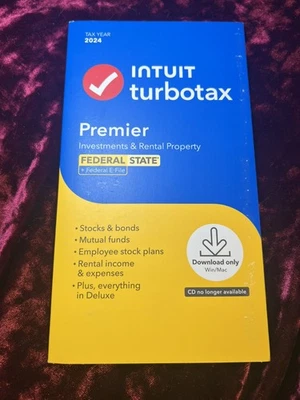 TAX YEAR
2024
INTUIT
turbotax
Premier
Investments & Rental Property
FEDERAL STATE
+ Federal E-File
• Stocks & bonds
• Mutual funds
• Employee stock plans
• Rental income
& expenses
• Plus, everything
in Deluxe
Download only
Win/Mac
CD no longer available